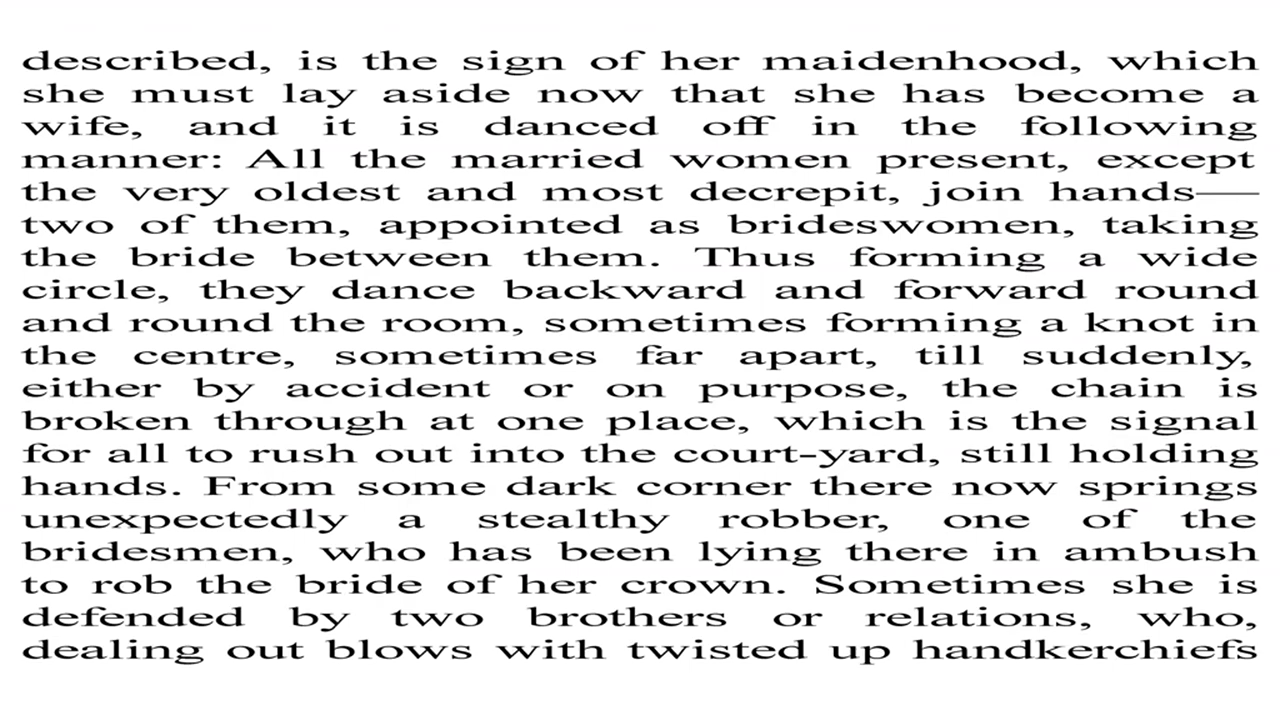 described, is the sign of her maidenhood, which
she must lay aside now that she has become a
wife, and it is danced off in the following
manner: All the married women present, except
the very oldest and most decrepit, join hands—
two of them, appointed as brideswomen, taking
the bride between them. Thus forming a wide
circle, they dance backward and forward round
and round the room, sometimes forming a knot in
the centre, sometimes far apart, till suddenly,
either by accident or on purpose, the chain is
broken through at one place, which is the signal
for all to rush out into the court-yard, still holding
hands. From some dark corner there now springs
unexpectedly a stealthy robber, one of the
bridesmen, who has been lying there in ambush
to rob the bride of her crown. Sometimes she is
defended by two brothers or relations, who,
dealing out blows with twisted up handkerchiefs